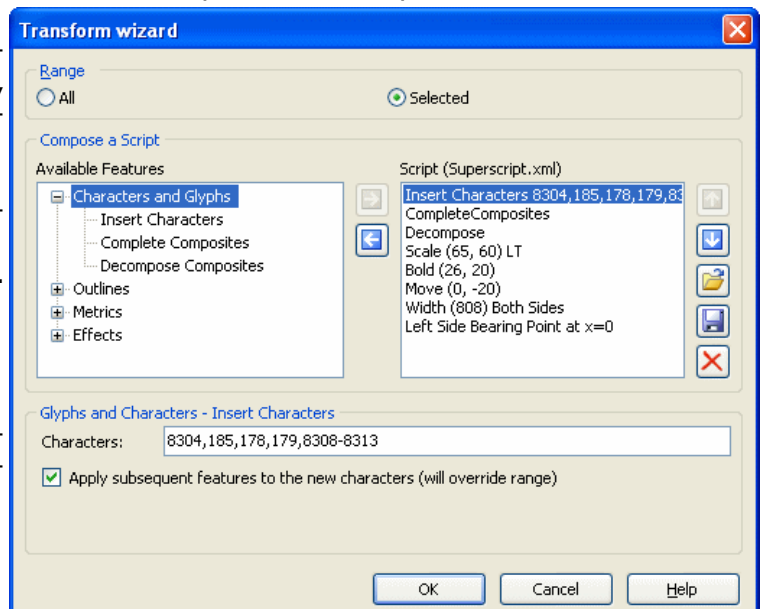 Transform wizard
Range
All
Selected
Compose a Script
Available Features
Characters and Glyphs
Insert Characters
Complete Composites
Decompose Composites
Outlines
Metrics
Effects
Script (Superscript.xml)
Insert Characters 8304,185,178,179,83
CompleteComposites
Decompose
Scale (65, 60) LT
Bold (26, 20)
Move (0, -20)
Width (808) Both Sides
Left Side Bearing Point at x=0
Glyphs and Characters - Insert Characters
Characters: 8304,185,178,179,8308-8313
Apply subsequent features to the new characters (will override range)
OK Cancel Help